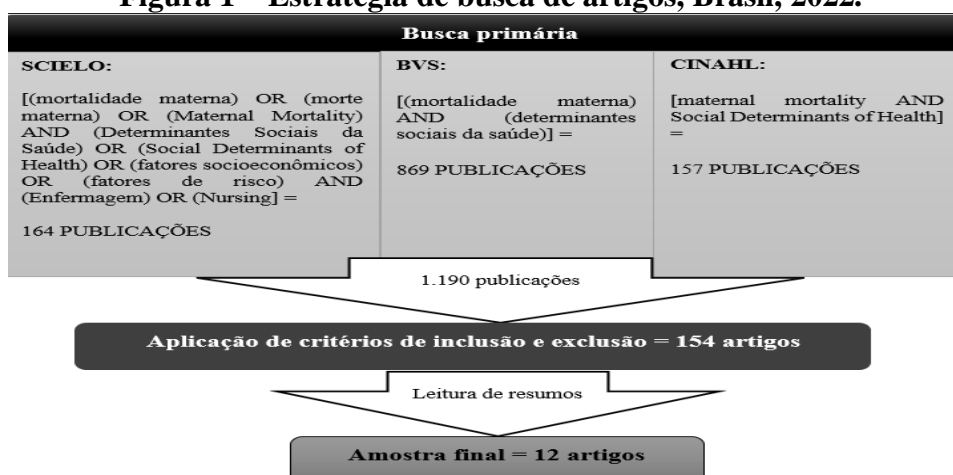 Figura 1 – Estratégia de busca de artigos, Brasil, 2022.
Busca primária
SCIELO:
[(mortalidade materna) OR (morte
materna) OR (Maternal Mortality)
AND (Determinantes Sociais da
Saúde) OR (Social Determinants of
Health) OR (fatores socioeconômicos)
OR (fatores de risco) AND
(Enfermagem) OR (Nursing] =
164 PUBLICAÇÕES
BVS:
[(mortalidade materna)
AND (determinantes
sociais da saúde)] =
869 PUBLICAÇÕES
CINAHL:
[maternal mortality AND
Social Determinants of Health]
=
157 PUBLICAÇÕES
1.190 publicações
Aplicação de critérios de inclusão e exclusão = 154 artigos
Leitura de resumos
Amostra final = 12 artigos